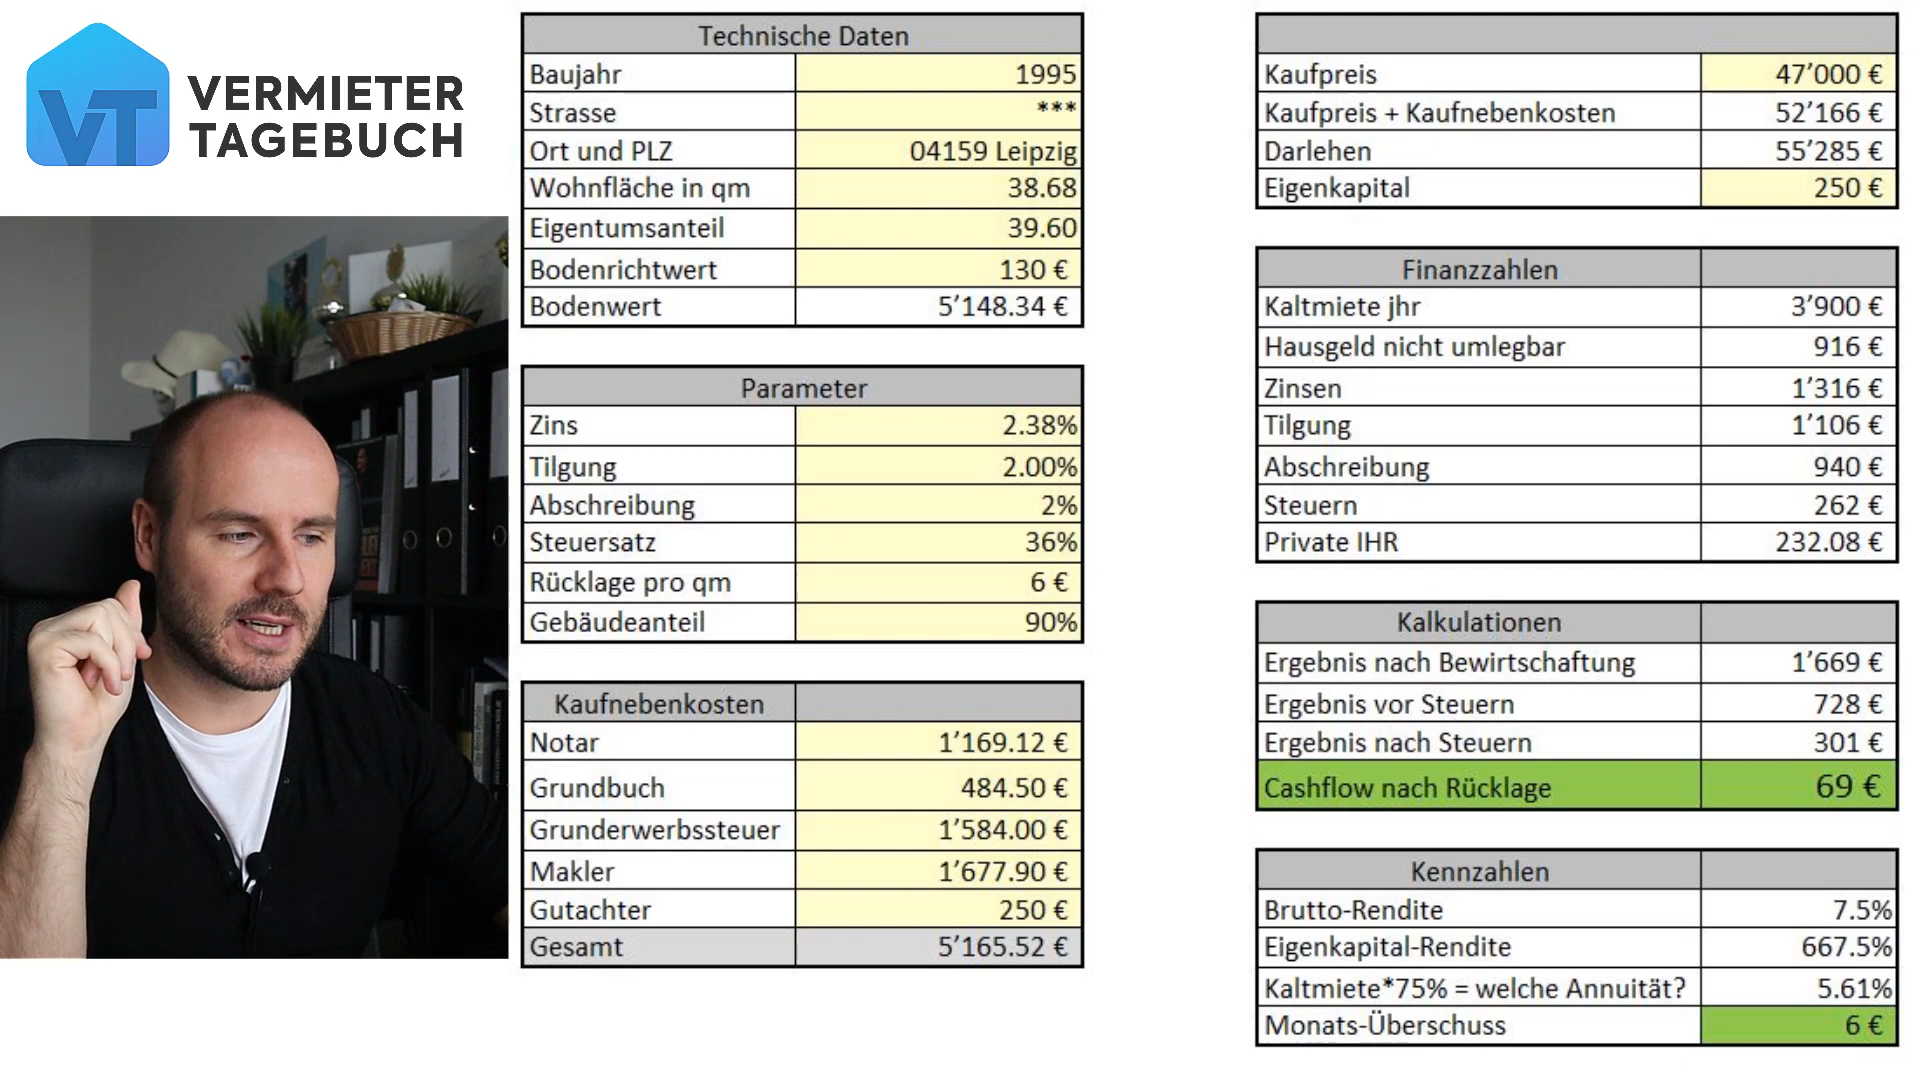 VERMIETER
TAGEBUCH
Technische Daten
Baujahr 1995
Strasse ***
Ort und PLZ 04159 Leipzig
Wohnfläche in qm 38.68
Eigentumsanteil 39.60
Bodenrichtwert 130 €
Bodenwert 5’148.34 €
Parameter
Zins 2.38%
Tilgung 2.00%
Abschreibung 2%
Steuersatz 36%
Rücklage pro qm 6 €
Gebäudeanteil 90%
Kaufnebenkosten
Notar 1’169.12 €
Grundbuch 484.50 €
Grunderwerbssteuer 1’584.00 €
Makler 1’677.90 €
Gutachter 250 €
Gesamt 5’165.52 €
Kaufpreis 47’000 €
Kaufpreis + Kaufnebenkosten 52’166 €
Darlehen 55’285 €
Eigenkapital 250 €
Finanzzahlen
Kaltmiete jhr 3’900 €
Hausgeld nicht umlegbar 916 €
Zinsen 1’316 €
Tilgung 1’106 €
Abschreibung 940 €
Steuern 262 €
Private IHR 232.08 €
Kalkulationen
Ergebnis nach Bewirtschaftung 1’669 €
Ergebnis vor Steuern 728 €
Ergebnis nach Steuern 301 €
Cashflow nach Rücklage 69 €
Kennzahlen
Brutto-Rendite 7.5%
Eigenkapital-Rendite 667.5%
Kaltmiete*75% = welche Annuität? 5.61%
Monats-Überschuss 6 €